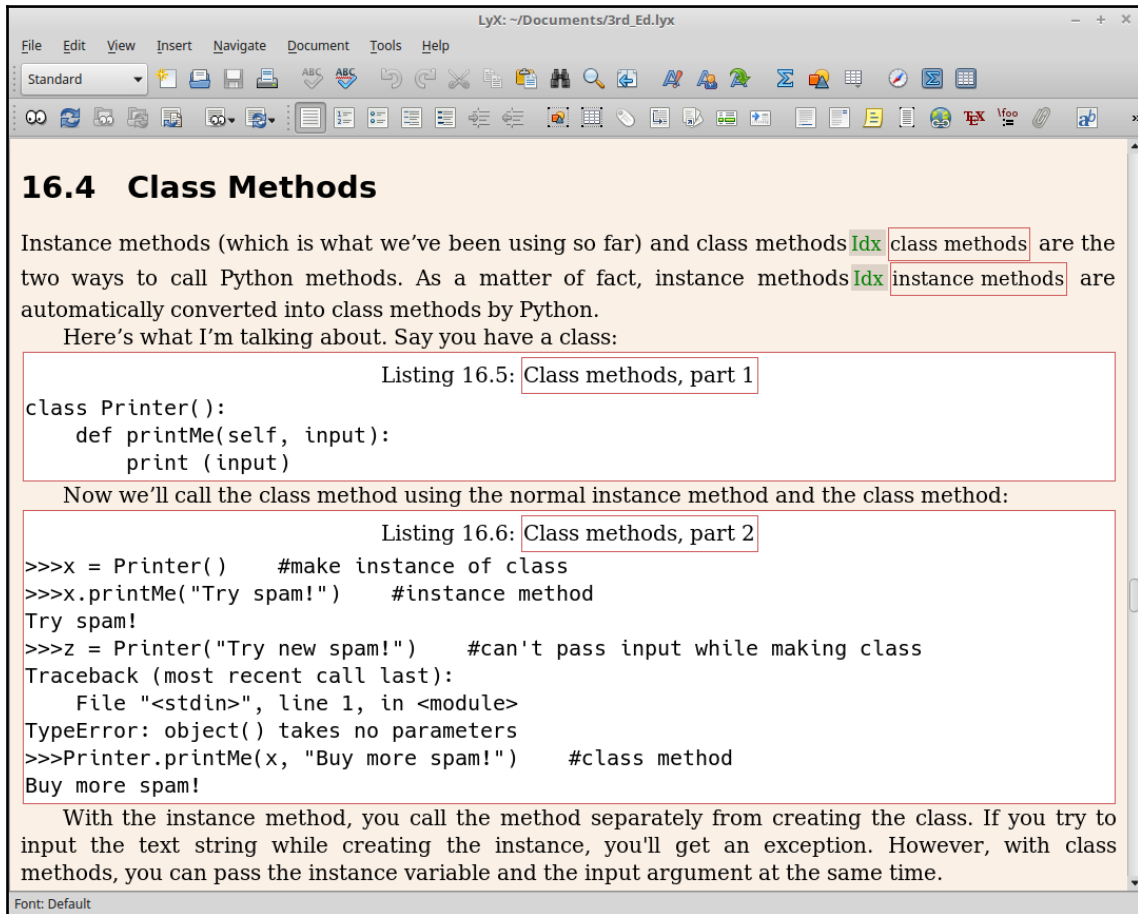 LyX: ~/Documents/3rd_Ed.lyx
File Edit View Insert Navigate Document Tools Help
Standard
ABC ABC
TEX \foo := ab »
16.4 Class Methods
Instance methods (which is what we've been using so far) and class methods Idx class methods are the
two ways to call Python methods. As a matter of fact, instance methods Idx instance methods are
automatically converted into class methods by Python.
Here's what I'm talking about. Say you have a class:
Listing 16.5: Class methods, part 1
class Printer():
    def printMe(self, input):
        print (input)
Now we'll call the class method using the normal instance method and the class method:
Listing 16.6: Class methods, part 2
>>>x = Printer()    #make instance of class
>>>x.printMe("Try spam!")    #instance method
Try spam!
>>>z = Printer("Try new spam!")    #can't pass input while making class
Traceback (most recent call last):
    File "<stdin>", line 1, in <module>
TypeError: object() takes no parameters
>>>Printer.printMe(x, "Buy more spam!")    #class method
Buy more spam!
With the instance method, you call the method separately from creating the class. If you try to
input the text string while creating the instance, you'll get an exception. However, with class
methods, you can pass the instance variable and the input argument at the same time.
Font: Default